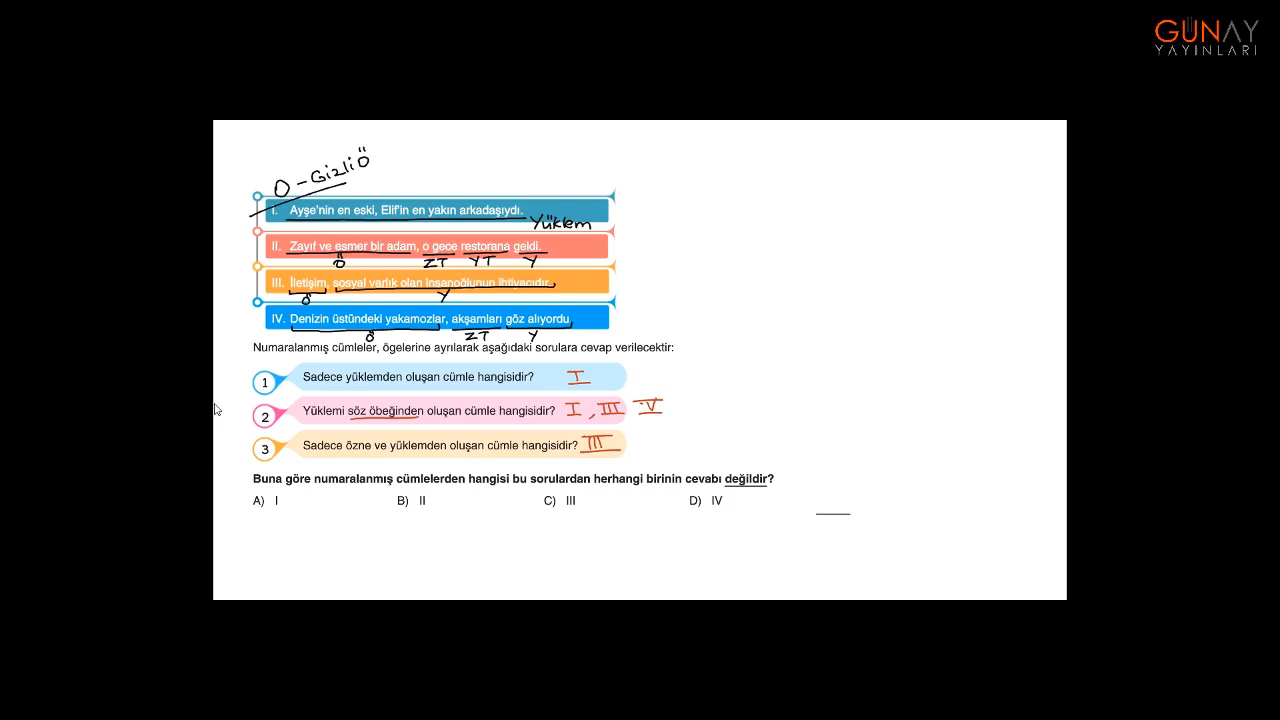 GÜNAY
YAYINLARI
O - Gizli Ö
I. Ayşe'nin en eski, Elif'in en yakın arkadaşıydı.
Yüklem
II. Zayıf ve esmer bir adam, o gece restorana geldi.
Ö ZT YT Y
III. İletişim, sosyal varlık olan insanoğlunun ihtiyacıdır.
Ö Y
IV. Denizin üstündeki yakamozlar, akşamları göz alıyordu.
Ö ZT Y
Numaralanmış cümleler, ögelerine ayrılarak aşağıdaki sorulara cevap verilecektir:
1 Sadece yüklemden oluşan cümle hangisidir? I
2 Yüklemi söz öbeğinden oluşan cümle hangisidir? I, III IV
3 Sadece özne ve yüklemden oluşan cümle hangisidir? III
Buna göre numaralanmış cümlelerden hangisi bu sorulardan herhangi birinin cevabı değildir?
A) I B) II C) III D) IV